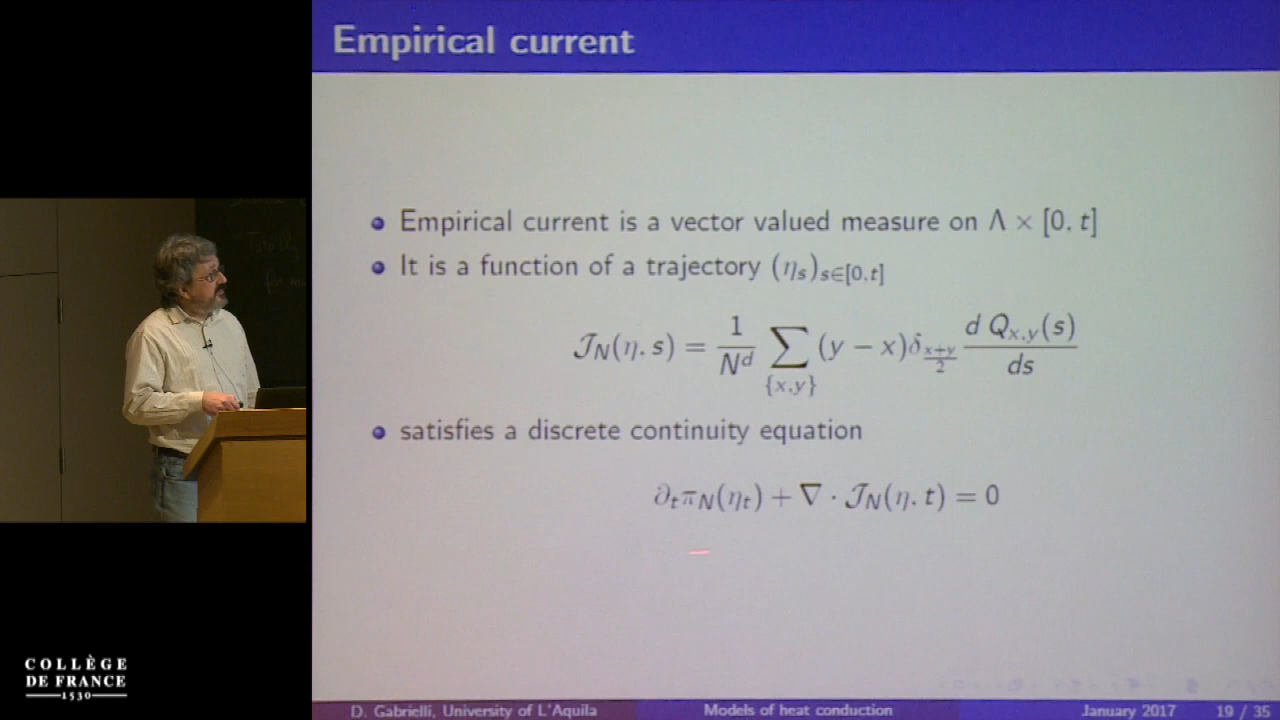 Empirical current
Empirical current is a vector valued measure on Λ × [0, t]
It is a function of a trajectory (η_s)_{s∈[0,t]}
𝒥_N(η, s) = 1/N^d ∑_{{x,y}} (y − x)δ_{(x+y)/2} d Q_{x,y}(s)/ds
satisfies a discrete continuity equation
∂_t π_N(η_t) + ∇ · 𝒥_N(η, t) = 0
COLLÈGE
DE FRANCE
1530
D. Gabrielli, University of L'Aquila Models of heat conduction January 2017 19 / 35